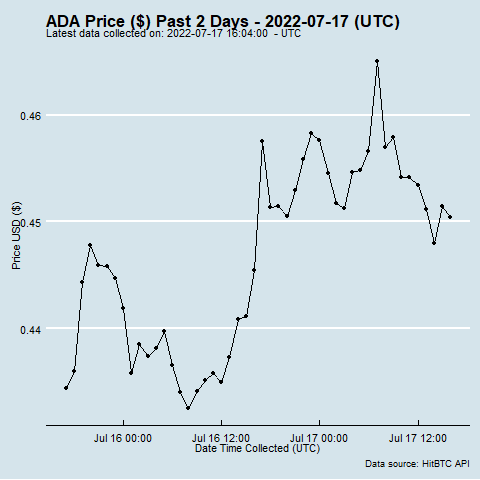 ADA Price ($) Past 2 Days - 2022-07-17 (UTC)
Latest data collected on: 2022-07-17 16:04:00  - UTC
0.46
0.45
0.44
Price USD ($)
Jul 16 00:00
Jul 16 12:00
Jul 17 00:00
Jul 17 12:00
Date Time Collected (UTC)
Data source: HitBTC API